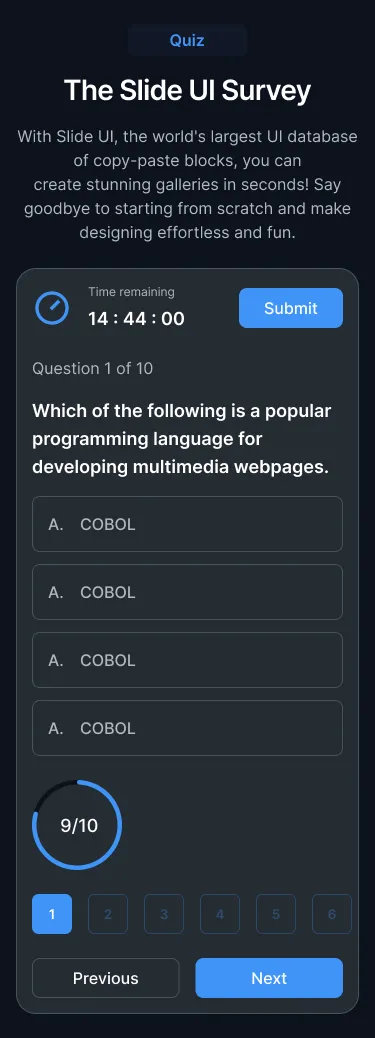 Quiz
The Slide UI Survey
With Slide UI, the world's largest UI database
of copy-paste blocks, you can
create stunning galleries in seconds! Say
goodbye to starting from scratch and make
designing effortless and fun.
Time remaining
14 : 44 : 00
Submit
Question 1 of 10
Which of the following is a popular
programming language for
developing multimedia webpages.
A. COBOL
A. COBOL
A. COBOL
A. COBOL
9/10
1 2 3 4 5 6
Previous Next